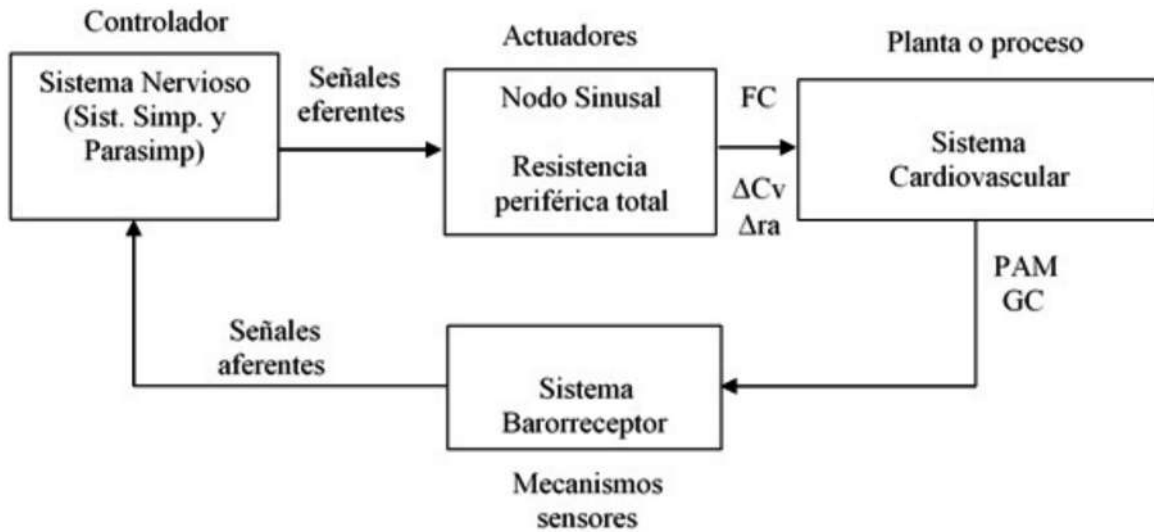 Controlador
Sistema Nervioso
(Sist. Simp. y
Parasimp)
Señales
eferentes
Actuadores
Nodo Sinusal
Resistencia
periférica total
FC
ΔCv
Δra
Planta o proceso
Sistema
Cardiovascular
PAM
GC
Señales
aferentes
Sistema
Barorreceptor
Mecanismos
sensores